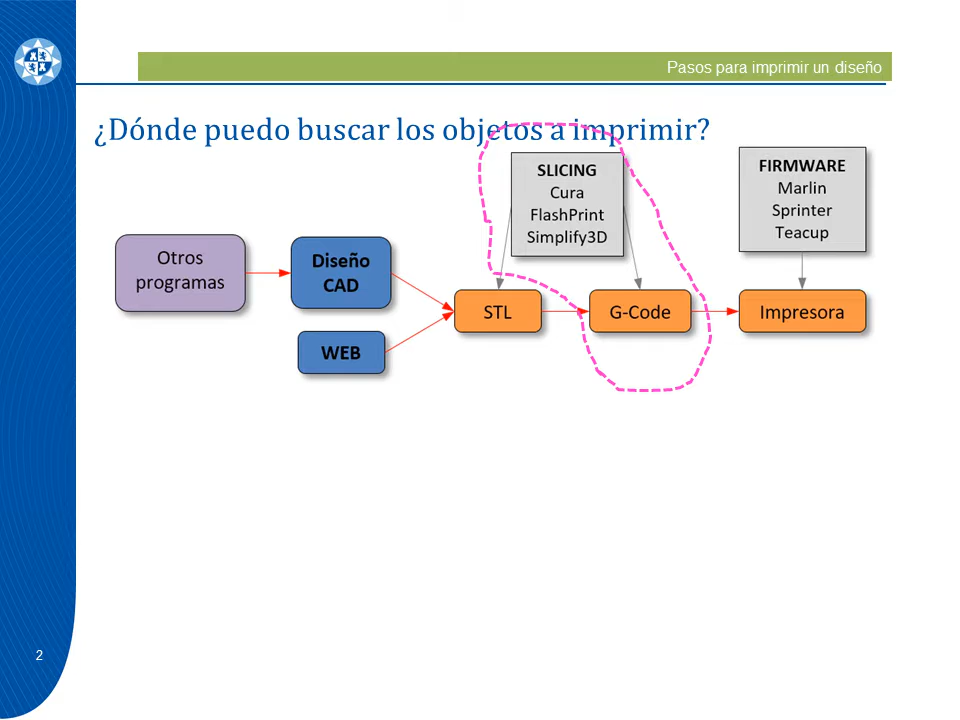 Pasos para imprimir un diseño
¿Dónde puedo buscar los objetos a imprimir?
SLICING
Cura
FlashPrint
Simplify3D
FIRMWARE
Marlin
Sprinter
Teacup
Otros
programas
Diseño
CAD
WEB
STL
G-Code
Impresora
2